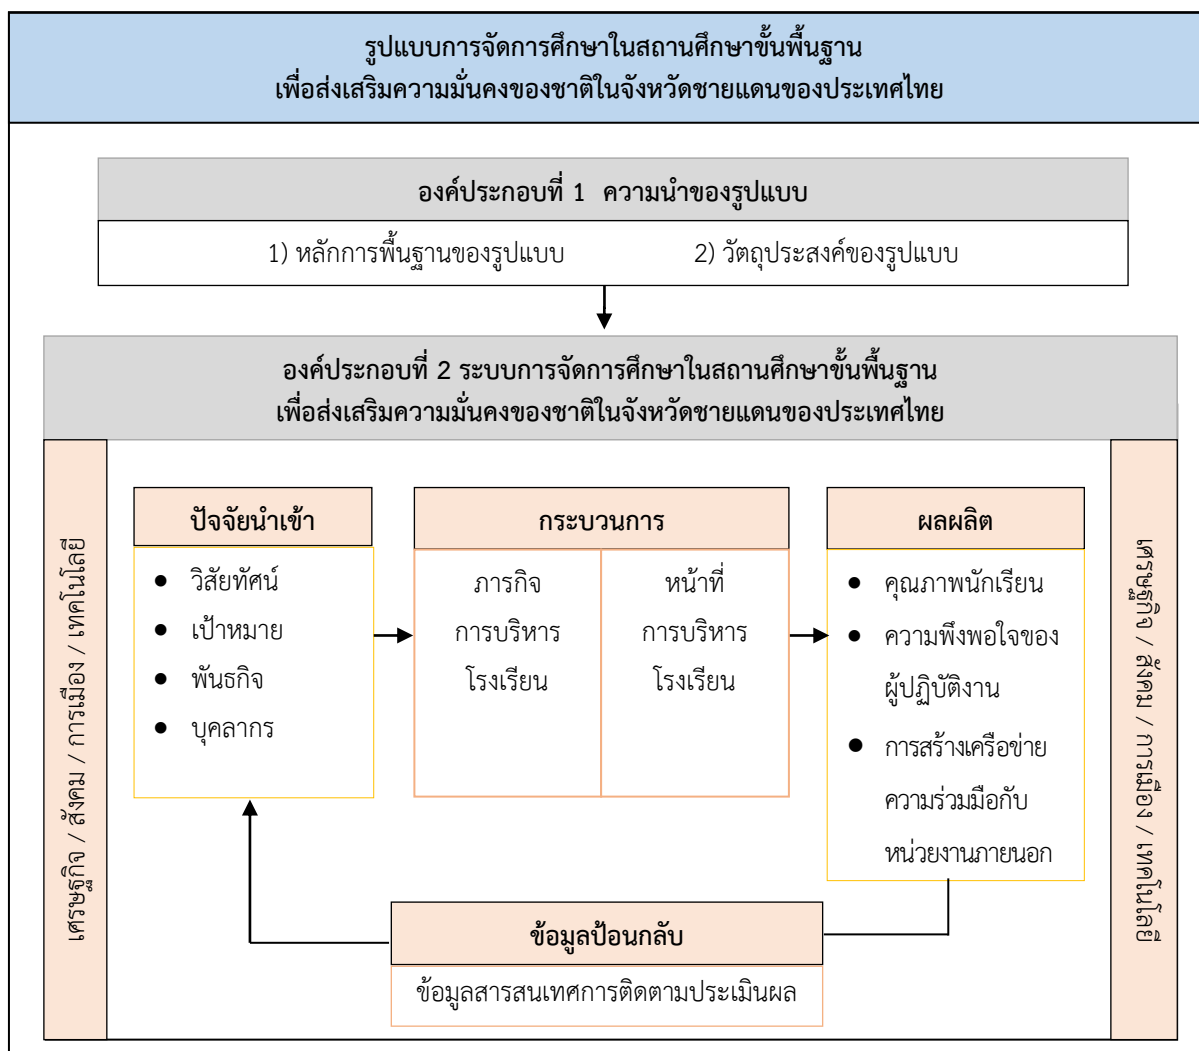 รูปแบบการจัดการศึกษาในสถานศึกษาขั้นพื้นฐาน
เพื่อส่งเสริมความมั่นคงของชาติในจังหวัดชายแดนของประเทศไทย
องค์ประกอบที่ 1 ความนำของรูปแบบ
1) หลักการพื้นฐานของรูปแบบ 2) วัตถุประสงค์ของรูปแบบ
องค์ประกอบที่ 2 ระบบการจัดการศึกษาในสถานศึกษาขั้นพื้นฐาน
เพื่อส่งเสริมความมั่นคงของชาติในจังหวัดชายแดนของประเทศไทย
เศรษฐกิจ / สังคม / การเมือง / เทคโนโลยี
ปัจจัยนำเข้า
● วิสัยทัศน์
● เป้าหมาย
● พันธกิจ
● บุคลากร
กระบวนการ
ภารกิจ
การบริหาร
โรงเรียน
หน้าที่
การบริหาร
โรงเรียน
ผลผลิต
● คุณภาพนักเรียน
● ความพึงพอใจของ
ผู้ปฏิบัติงาน
● การสร้างเครือข่าย
ความร่วมมือกับ
หน่วยงานภายนอก
เศรษฐกิจ / สังคม / การเมือง / เทคโนโลยี
ข้อมูลป้อนกลับ
ข้อมูลสารสนเทศการติดตามประเมินผล